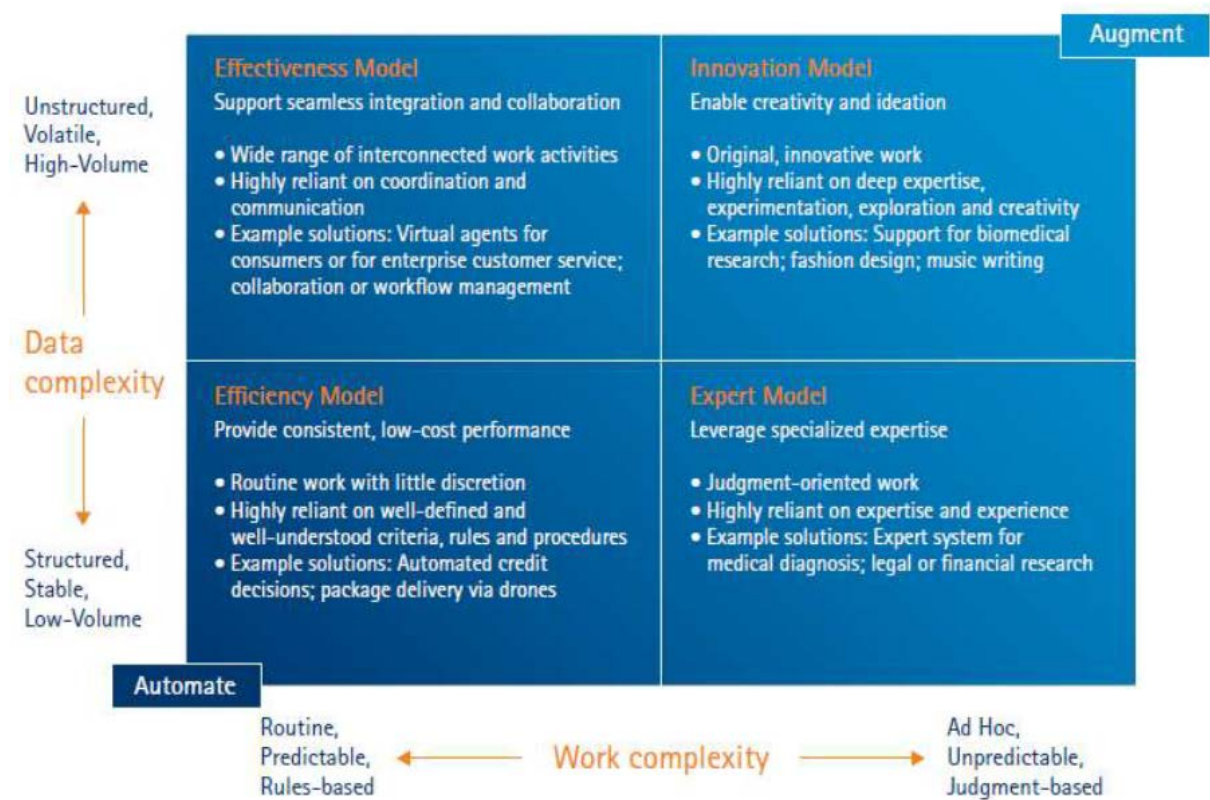 Augment
Unstructured,
Volatile,
High-Volume
Data
complexity
Structured,
Stable,
Low-Volume
Effectiveness Model
Support seamless integration and collaboration
• Wide range of interconnected work activities
• Highly reliant on coordination and
communication
• Example solutions: Virtual agents for
consumers or for enterprise customer service;
collaboration or workflow management
Innovation Model
Enable creativity and ideation
• Original, innovative work
• Highly reliant on deep expertise,
experimentation, exploration and creativity
• Example solutions: Support for biomedical
research; fashion design; music writing
Efficiency Model
Provide consistent, low-cost performance
• Routine work with little discretion
• Highly reliant on well-defined and
well-understood criteria, rules and procedures
• Example solutions: Automated credit
decisions; package delivery via drones
Expert Model
Leverage specialized expertise
• Judgment-oriented work
• Highly reliant on expertise and experience
• Example solutions: Expert system for
medical diagnosis; legal or financial research
Automate
Routine,
Predictable,
Rules-based
Work complexity
Ad Hoc,
Unpredictable,
Judgment-based